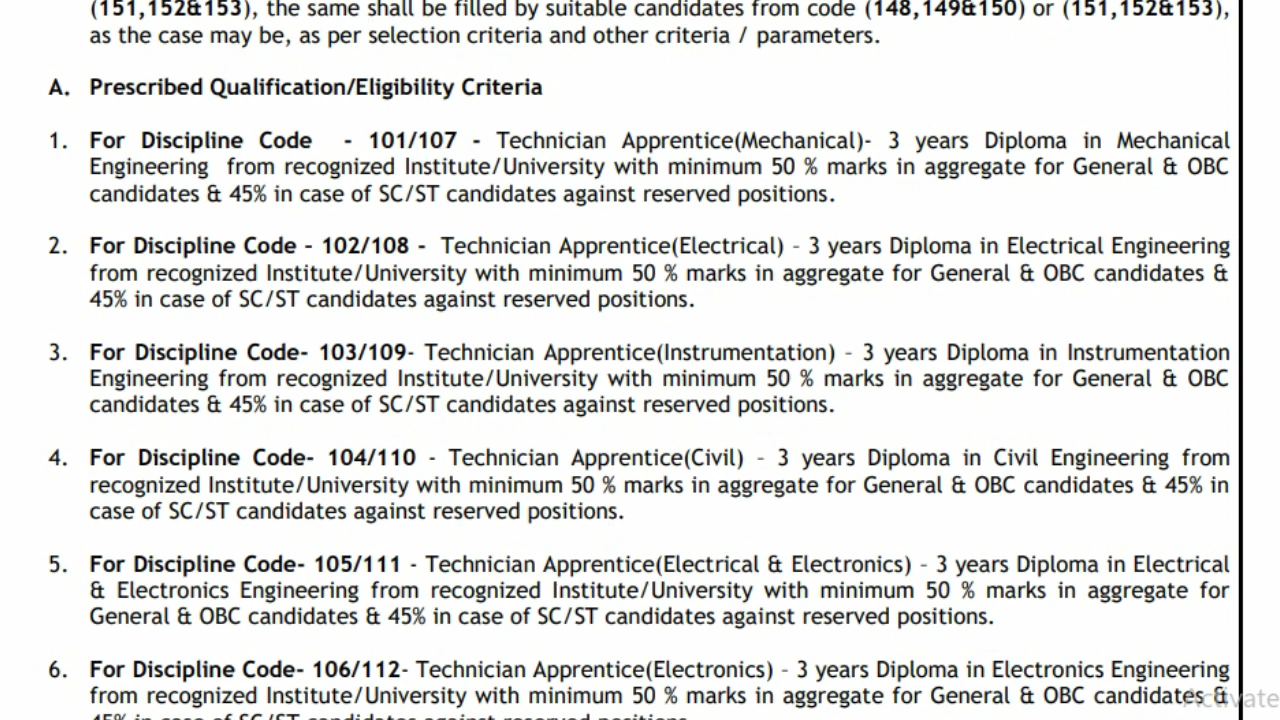 (151,152&153), the same shall be filled by suitable candidates from code (148,149&150) or (151,152&153),
as the case may be, as per selection criteria and other criteria / parameters.
A. Prescribed Qualification/Eligibility Criteria
1. For Discipline Code - 101/107 - Technician Apprentice(Mechanical)- 3 years Diploma in Mechanical
Engineering from recognized Institute/University with minimum 50 % marks in aggregate for General & OBC
candidates & 45% in case of SC/ST candidates against reserved positions.
2. For Discipline Code – 102/108 - Technician Apprentice(Electrical) – 3 years Diploma in Electrical Engineering
from recognized Institute/University with minimum 50 % marks in aggregate for General & OBC candidates &
45% in case of SC/ST candidates against reserved positions.
3. For Discipline Code- 103/109- Technician Apprentice(Instrumentation) – 3 years Diploma in Instrumentation
Engineering from recognized Institute/University with minimum 50 % marks in aggregate for General & OBC
candidates & 45% in case of SC/ST candidates against reserved positions.
4. For Discipline Code- 104/110 - Technician Apprentice(Civil) – 3 years Diploma in Civil Engineering from
recognized Institute/University with minimum 50 % marks in aggregate for General & OBC candidates & 45% in
case of SC/ST candidates against reserved positions.
5. For Discipline Code- 105/111 - Technician Apprentice(Electrical & Electronics) – 3 years Diploma in Electrical
& Electronics Engineering from recognized Institute/University with minimum 50 % marks in aggregate for
General & OBC candidates & 45% in case of SC/ST candidates against reserved positions.
6. For Discipline Code- 106/112- Technician Apprentice(Electronics) – 3 years Diploma in Electronics Engineering
from recognized Institute/University with minimum 50 % marks in aggregate for General & OBC candidates &
45% in case of SC/ST candidates against reserved positions.
Activate